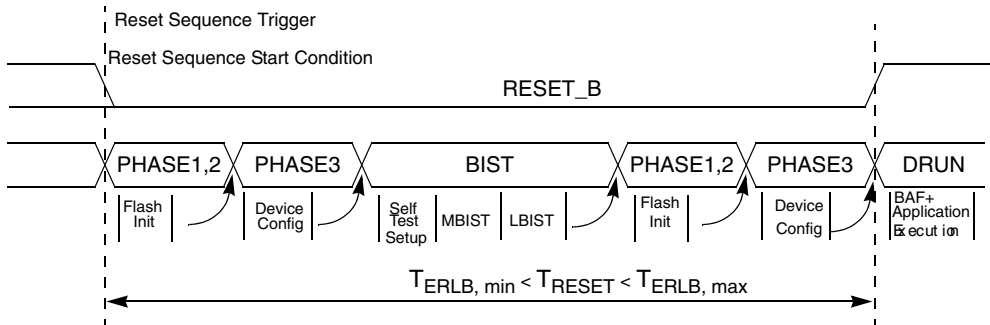 Reset Sequence Trigger
Reset Sequence Start Condition
RESET_B
PHASE1,2 PHASE3 BIST PHASE1,2 PHASE3 DRUN
Flash
Init
Device
Config
Self
Test
Setup
MBIST
LBIST
Flash
Init
Device
Config
BAF+
Application
Execution
TERLB, min < TRESET < TERLB, max